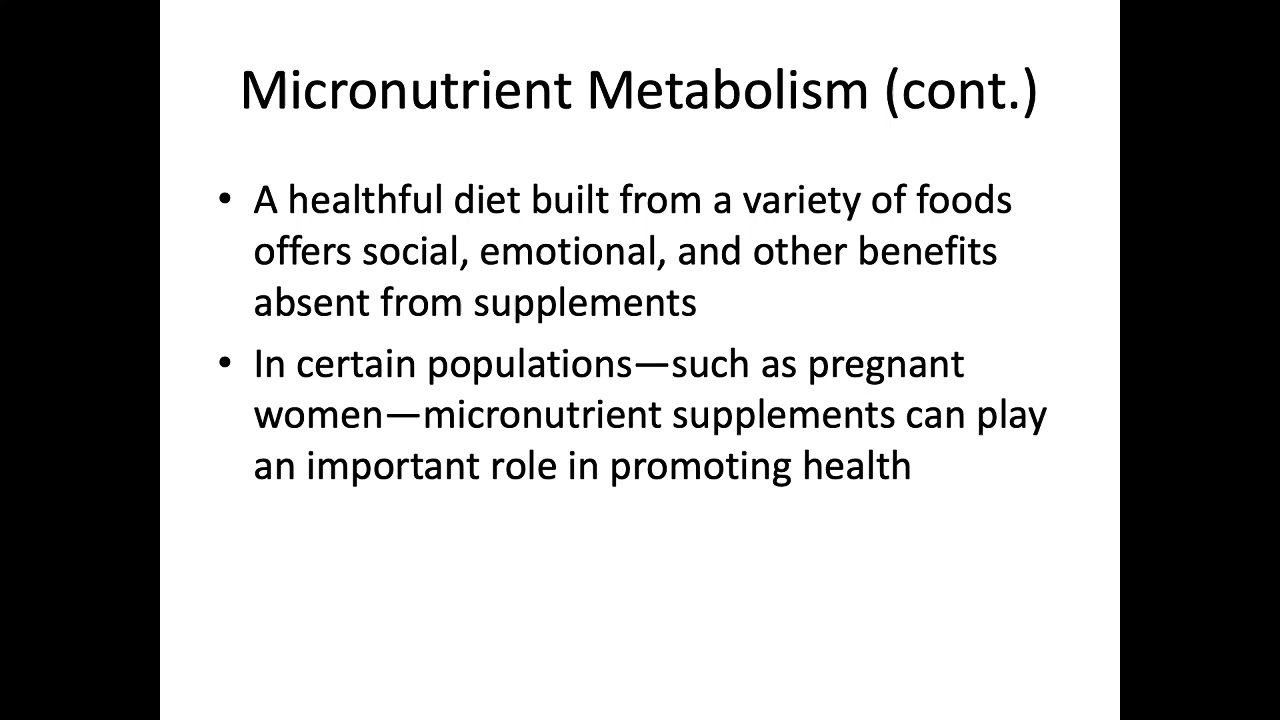 Micronutrient Metabolism (cont.)
• A healthful diet built from a variety of foods
offers social, emotional, and other benefits
absent from supplements
• In certain populations—such as pregnant
women—micronutrient supplements can play
an important role in promoting health